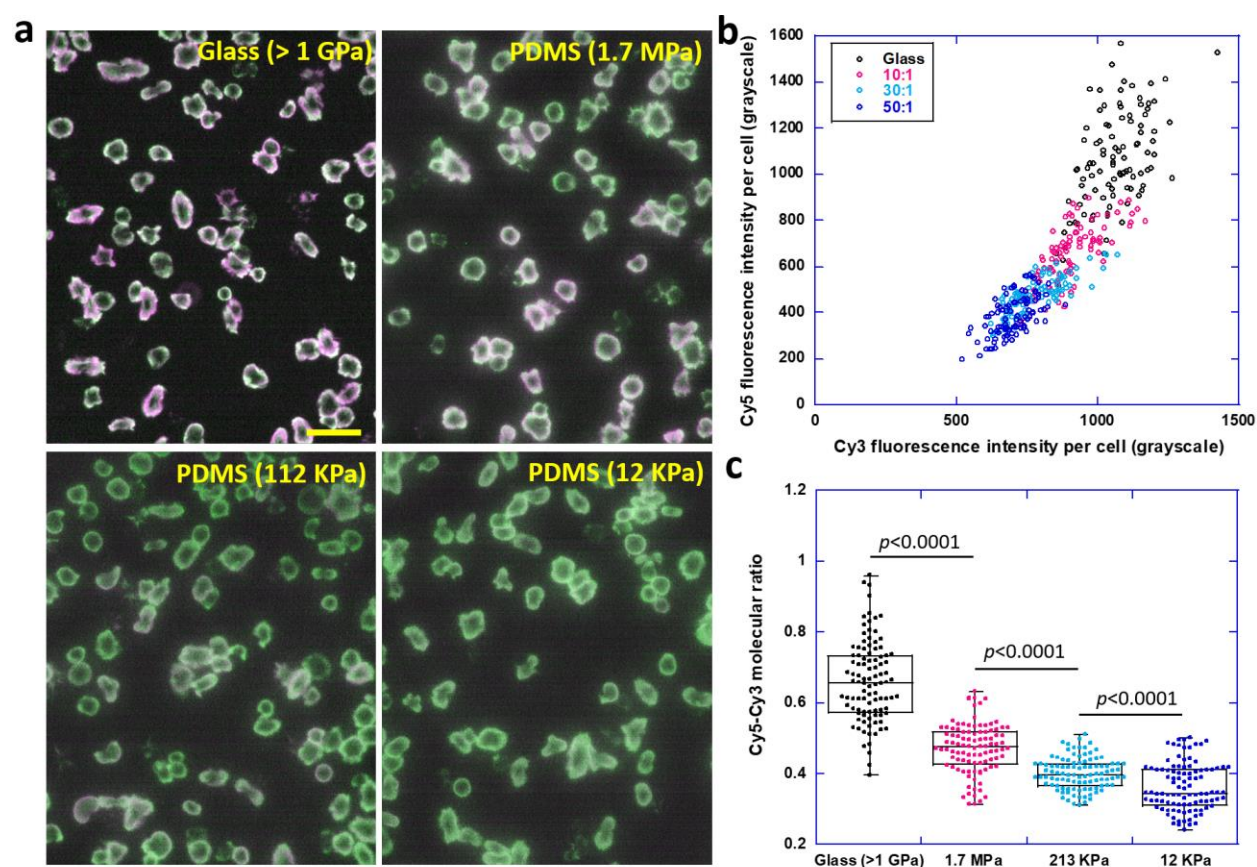 a
Glass (> 1 GPa)
PDMS (1.7 MPa)
PDMS (112 KPa)
PDMS (12 KPa)
b
1600
1400
1200
1000
800
600
400
200
0
Cy5 fluorescence intensity per cell (grayscale)
Glass
10:1
30:1
50:1
0
500
1000
1500
Cy3 fluorescence intensity per cell (grayscale)
c
1.2
1
0.8
0.6
0.4
0.2
Cy5-Cy3 molecular ratio
p<0.0001
p<0.0001
p<0.0001
Glass (>1 GPa)
1.7 MPa
213 KPa
12 KPa